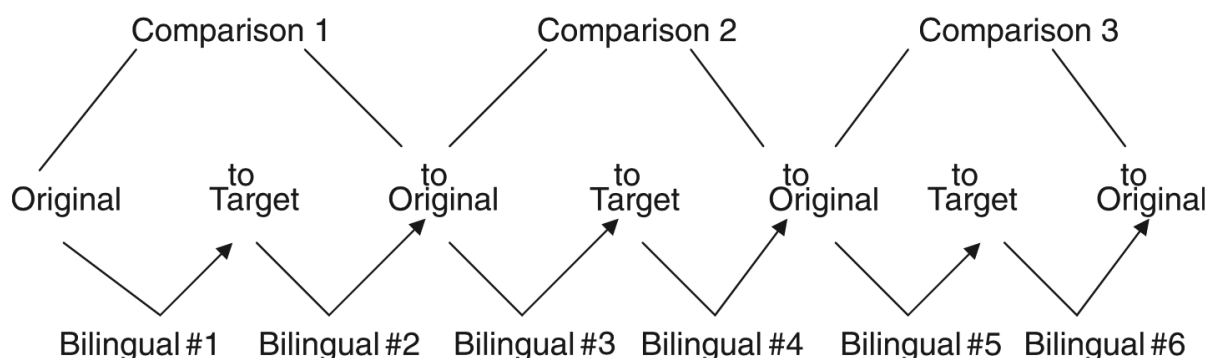 Comparison 1 Comparison 2 Comparison 3
to to to to to to
Original Target Original Target Original Target Original
Bilingual #1 Bilingual #2 Bilingual #3 Bilingual #4 Bilingual #5 Bilingual #6